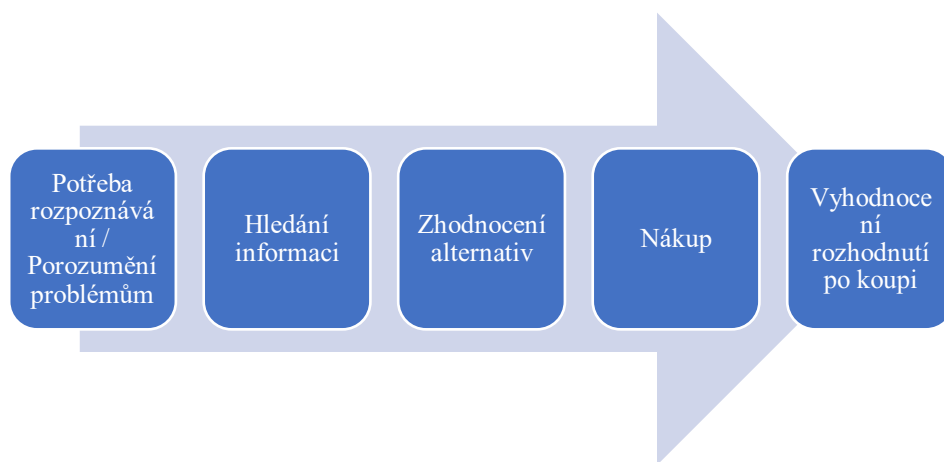 Potřeba
rozpoznává
ní /
Porozumění
problémům
Hledání
informaci
Zhodnocení
alternativ
Nákup
Vyhodnoce
ní
rozhodnutí
po koupi